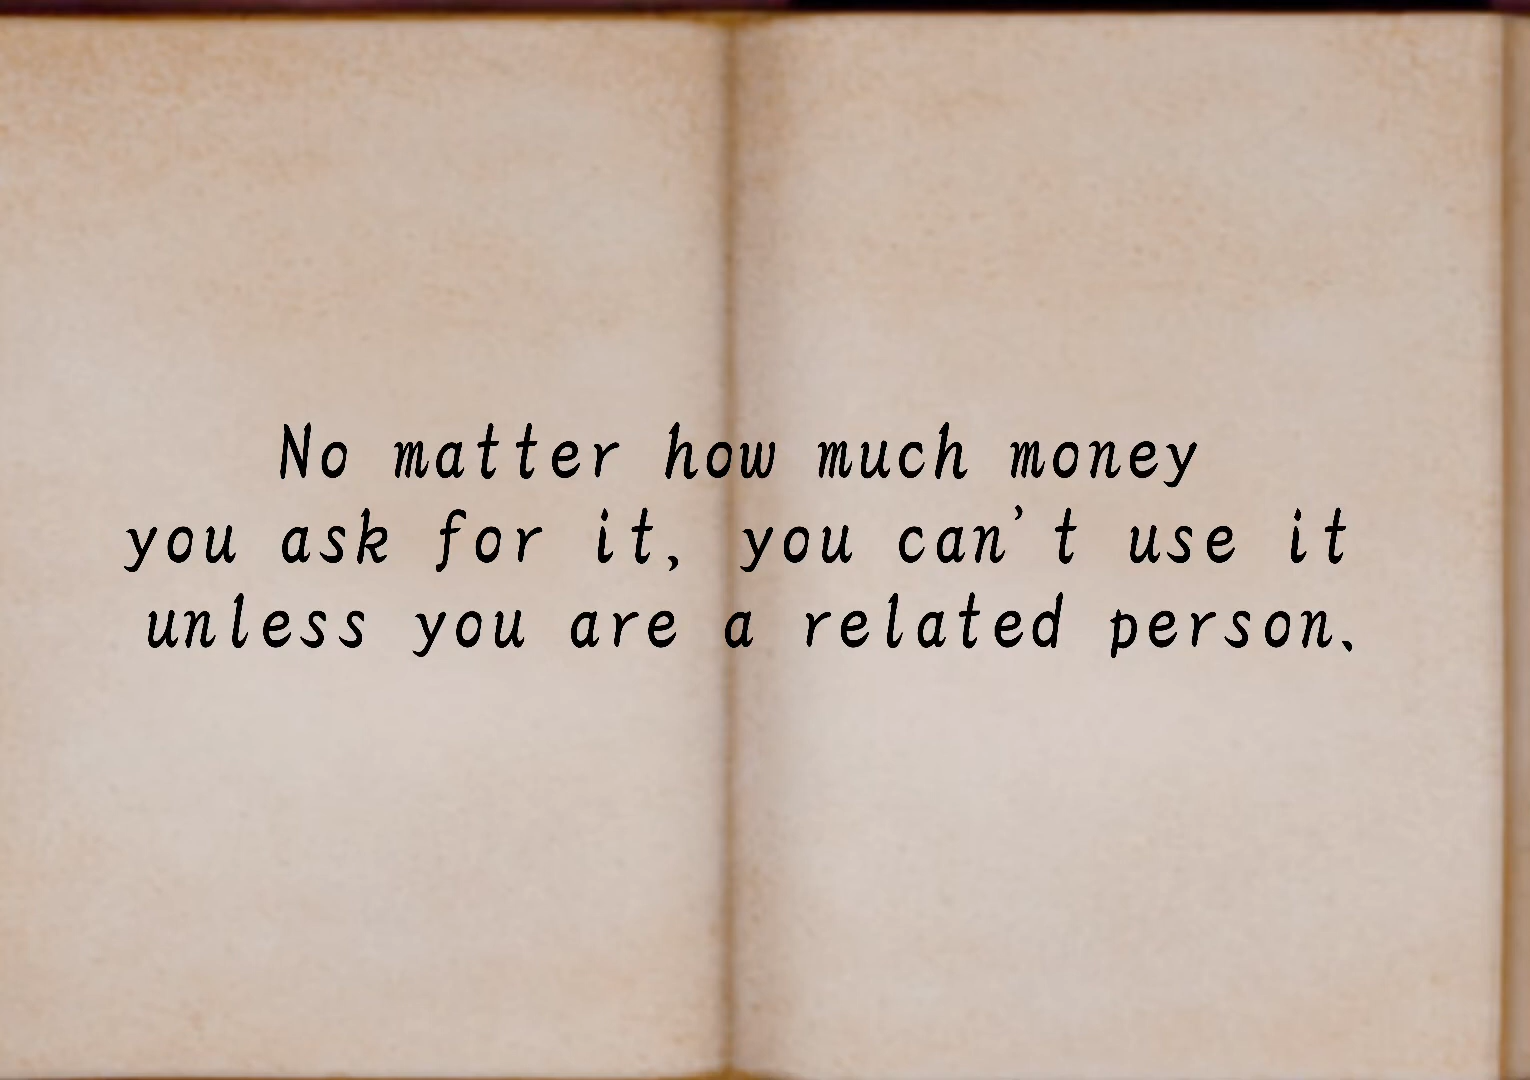 No matter how much money
you ask for it, you can't use it
unless you are a related person.